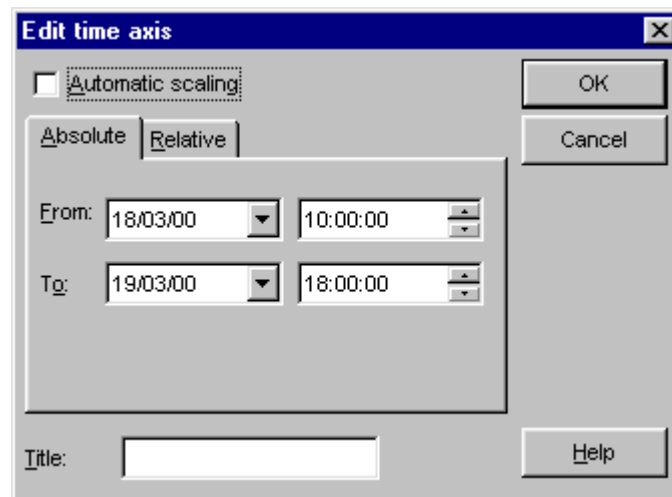 Edit time axis
Automatic scaling
OK
Absolute Relative
Cancel
From: 18/03/00 10:00:00
To: 19/03/00 18:00:00
Title:
Help